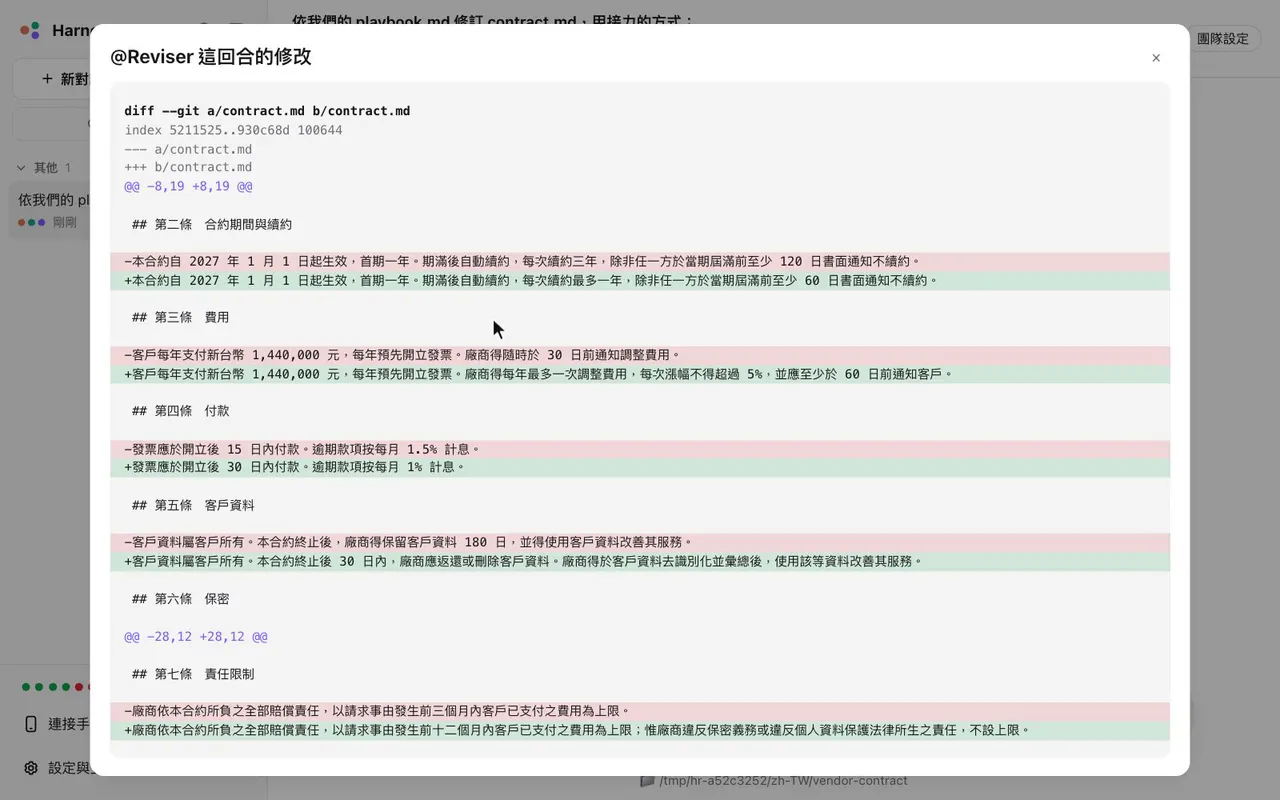 依我們的 playbook.md 修訂 contract.md，用接力的方式：
Harn
@Reviser 這回合的修改
×
團隊設定
+ 新對
diff --git a/contract.md b/contract.md
index 5211525..930c68d 100644
--- a/contract.md
+++ b/contract.md
@@ -8,19 +8,19 @@
其他 1
依我們的 pl
剛剛
## 第二條　合約期間與續約
-本合約自 2027 年 1 月 1 日起生效，首期一年。期滿後自動續約，每次續約三年，除非任一方於當期屆滿前至少 120 日書面通知不續約。
+本合約自 2027 年 1 月 1 日起生效，首期一年。期滿後自動續約，每次續約最多一年，除非任一方於當期屆滿前至少 60 日書面通知不續約。
## 第三條　費用
-客戶每年支付新台幣 1,440,000 元，每年預先開立發票。廠商得隨時於 30 日前通知調整費用。
+客戶每年支付新台幣 1,440,000 元，每年預先開立發票。廠商得每年最多一次調整費用，每次漲幅不得超過 5%，並應至少於 60 日前通知客戶。
## 第四條　付款
-發票應於開立後 15 日內付款。逾期款項按每月 1.5% 計息。
+發票應於開立後 30 日內付款。逾期款項按每月 1% 計息。
## 第五條　客戶資料
-客戶資料屬客戶所有。本合約終止後，廠商得保留客戶資料 180 日，並得使用客戶資料改善其服務。
+客戶資料屬客戶所有。本合約終止後 30 日內，廠商應返還或刪除客戶資料。廠商得於客戶資料去識別化並彙總後，使用該等資料改善其服務。
## 第六條　保密
@@ -28,12 +28,12 @@
## 第七條　責任限制
-廠商依本合約所負之全部賠償責任，以請求事由發生前三個月內客戶已支付之費用為上限。
+廠商依本合約所負之全部賠償責任，以請求事由發生前十二個月內客戶已支付之費用為上限；惟廠商違反保密義務或違反個人資料保護法律所生之責任，不設上限。
連接手
設定與
/tmp/hr-a52c3252/zh-TW/vendor-contract